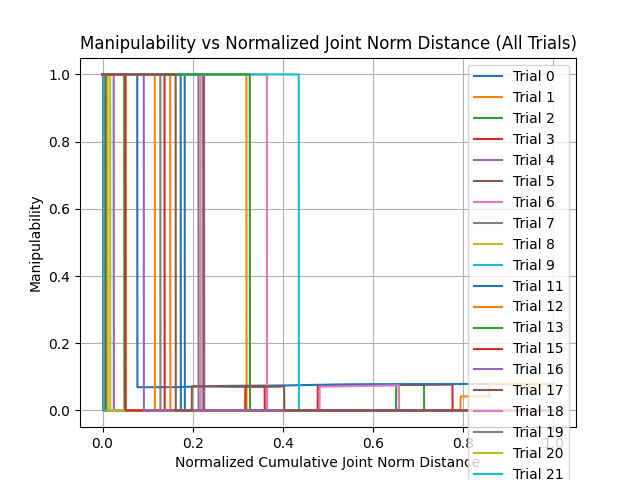 Manipulability vs Normalized Joint Norm Distance (All Trials)
1.0
0.8
0.6
0.4
0.2
0.0
Manipulability
0.0 0.2 0.4 0.6 0.8 1.0
Normalized Cumulative Joint Norm Distance
Trial 0
Trial 1
Trial 2
Trial 3
Trial 4
Trial 5
Trial 6
Trial 7
Trial 8
Trial 9
Trial 11
Trial 12
Trial 13
Trial 15
Trial 16
Trial 17
Trial 18
Trial 19
Trial 20
Trial 21